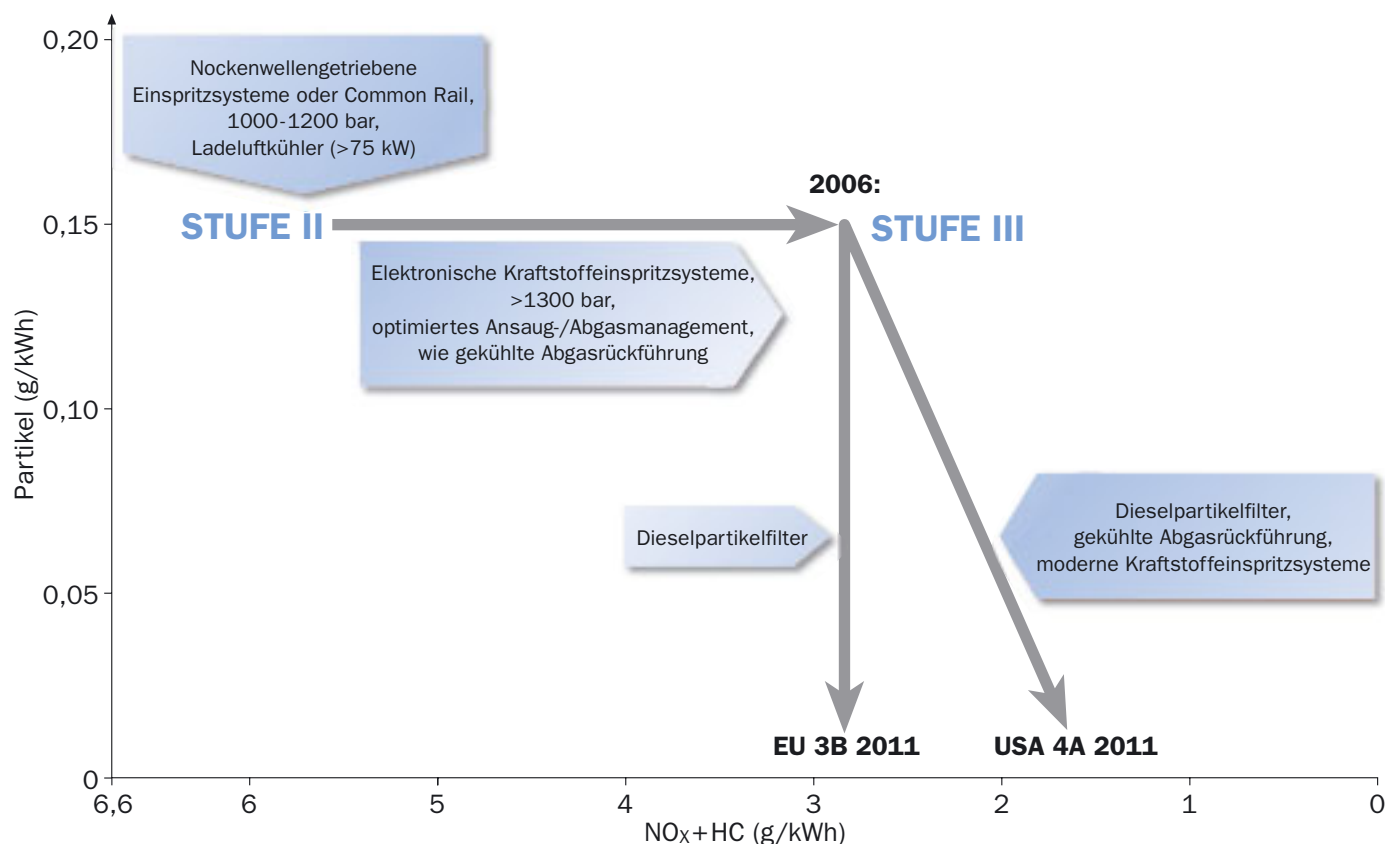 0,20
Nockenwellengetriebene
Einspritzsysteme oder Common Rail,
1000-1200 bar,
Ladeluftkühler (>75 kW)
2006:
0,15
STUFE II
STUFE III
Elektronische Kraftstoffeinspritzsysteme,
>1300 bar,
optimiertes Ansaug-/Abgasmanagement,
wie gekühlte Abgasrückführung
Partikel (g/kWh)
0,10
Dieselpartikelfilter
Dieselpartikelfilter,
gekühlte Abgasrückführung,
moderne Kraftstoffeinspritzsysteme
0,05
EU 3B 2011
USA 4A 2011
0
6,6 6 5 4 3 2 1 0
NOX+HC (g/kWh)